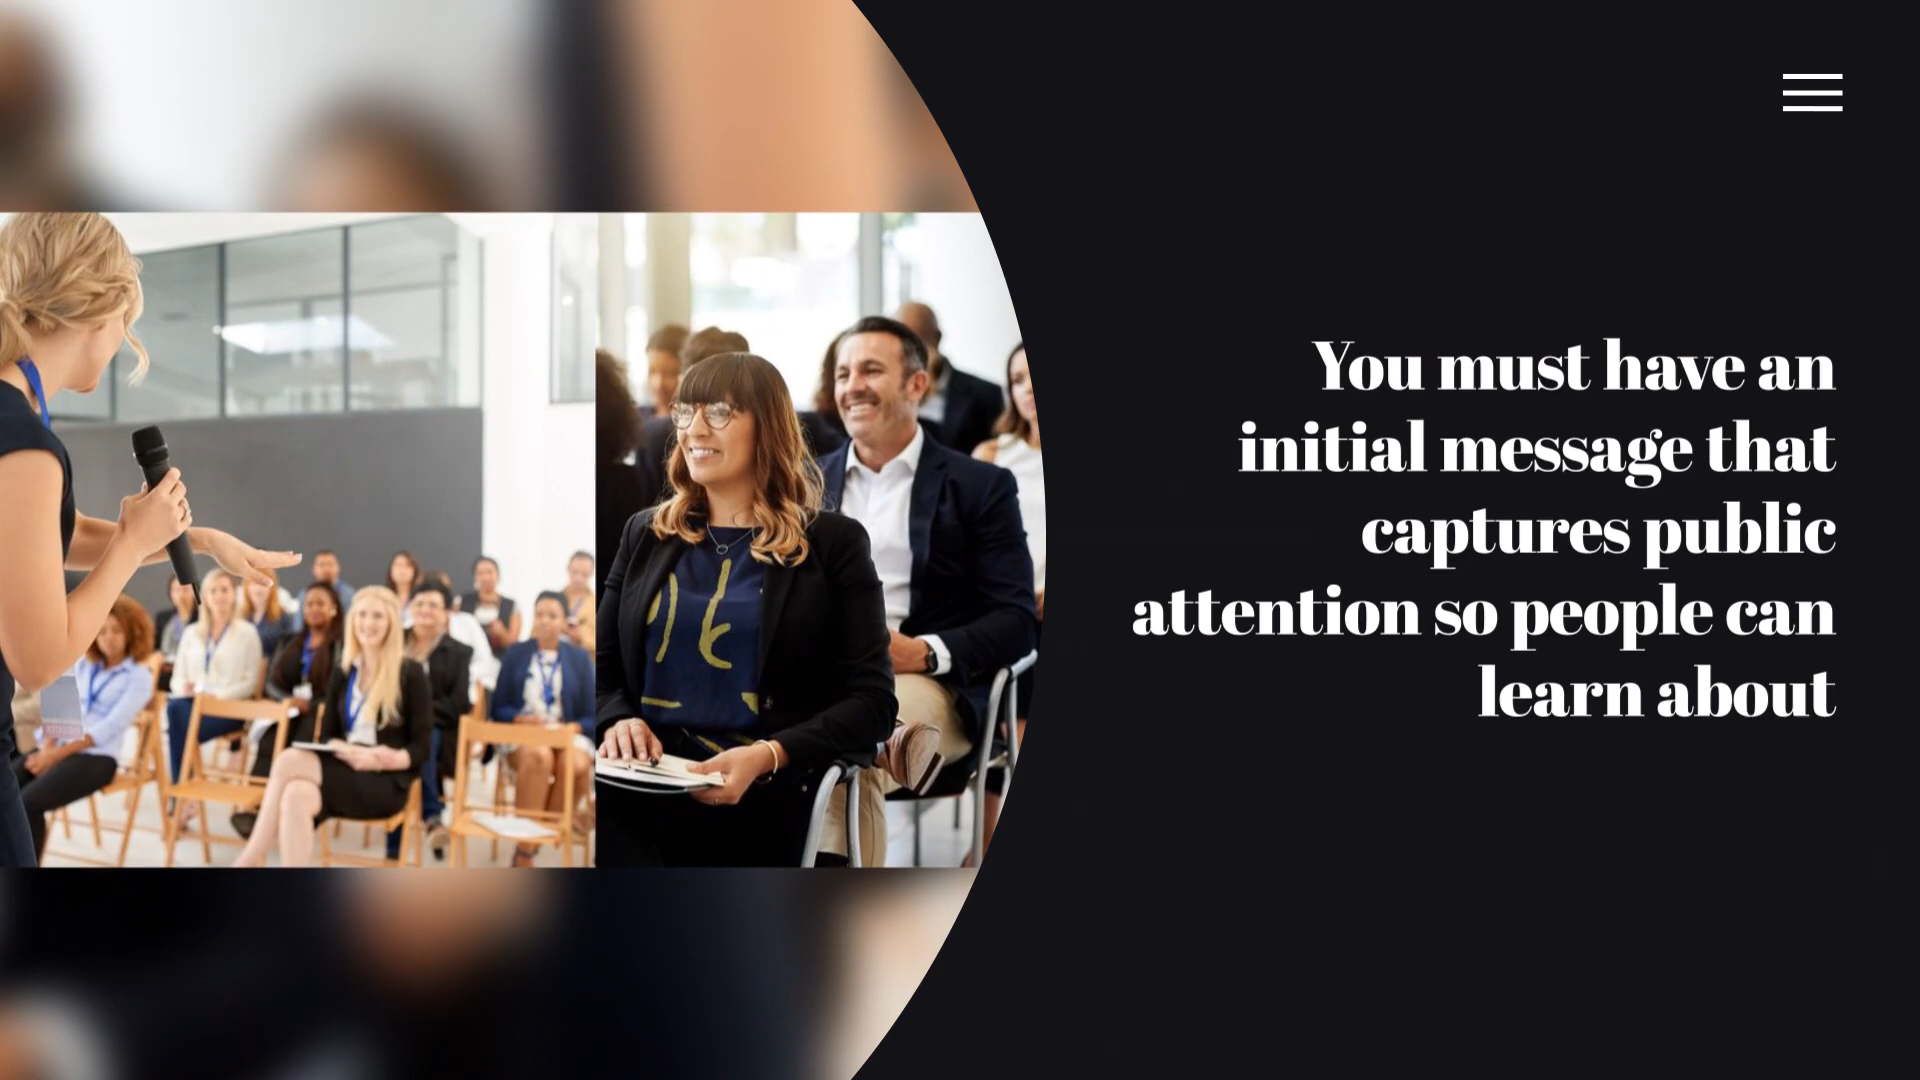 You must have an
initial message that
captures public
attention so people can
learn about